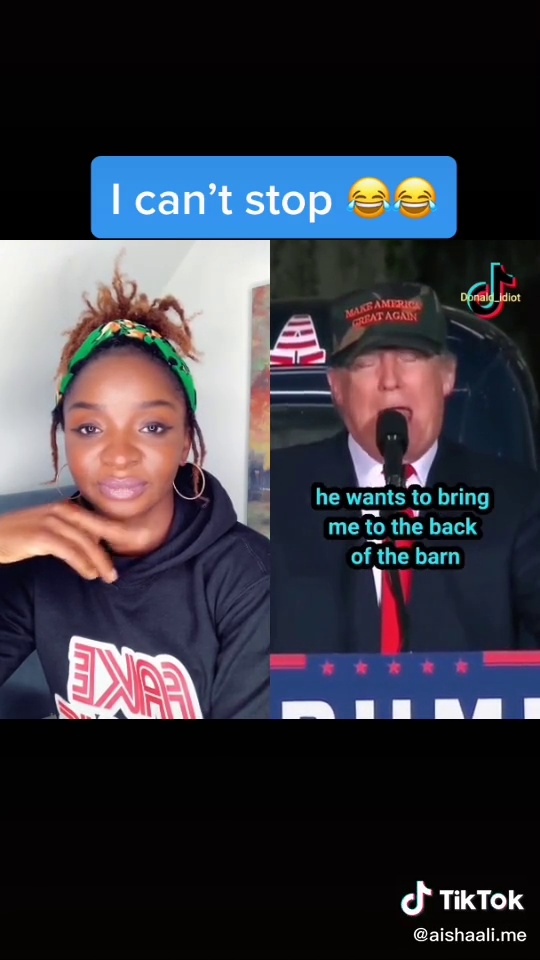 I can’t stop 😂😂
Donald_idiot
MAKE AMERICA
GREAT AGAIN
he wants to bring
me to the back
of the barn
FAKE
TikTok
@aishaali.me